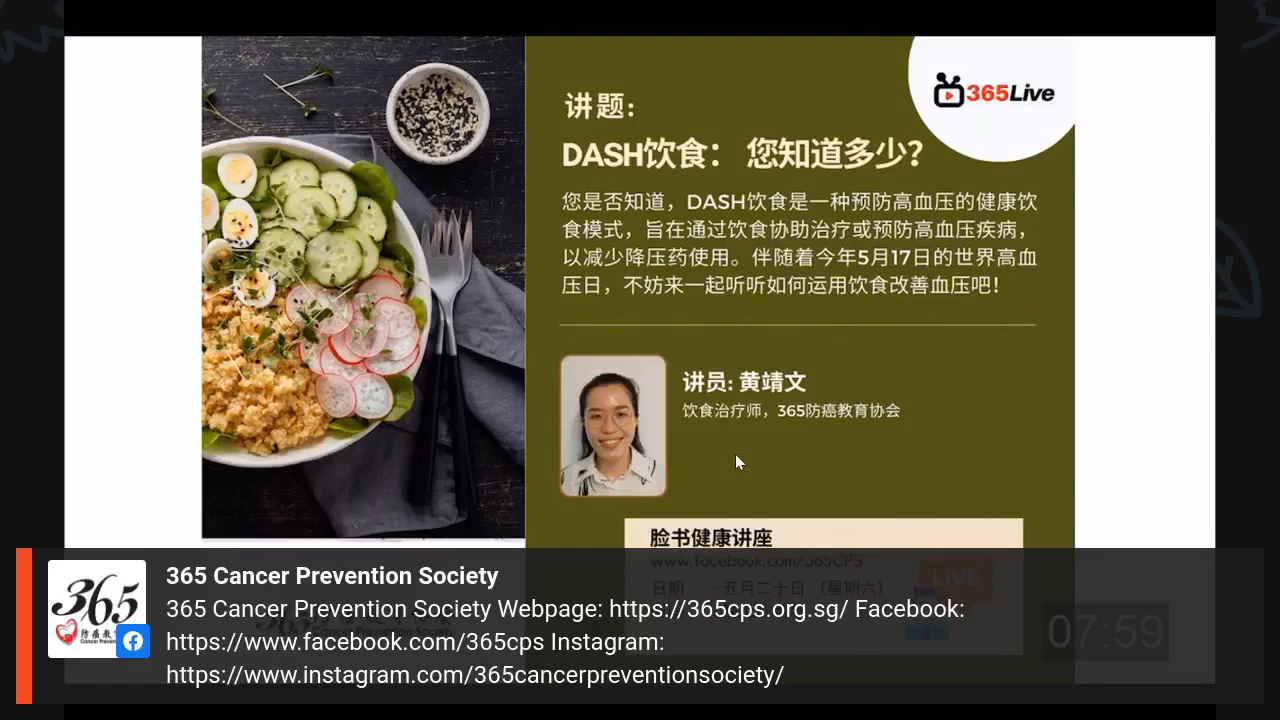 365Live
讲题:
DASH饮食： 您知道多少?
您是否知道，DASH饮食是一种预防高血压的健康饮
食模式，旨在通过饮食协助治疗或预防高血压疾病，
以减少降压药使用。伴随着今年5月17日的世界高血
压日，不妨来一起听听如何运用饮食改善血压吧!
讲员: 黄靖文
饮食治疗师，365防癌教育协会
脸书健康讲座
www.facebook.com/365CPS
日期 : 五月二十日 （星期六）
LIVE
07:59
365
365 Cancer Prevention Society
365 Cancer Prevention Society Webpage: https://365cps.org.sg/ Facebook:
https://www.facebook.com/365cps Instagram:
https://www.instagram.com/365cancerpreventionsociety/